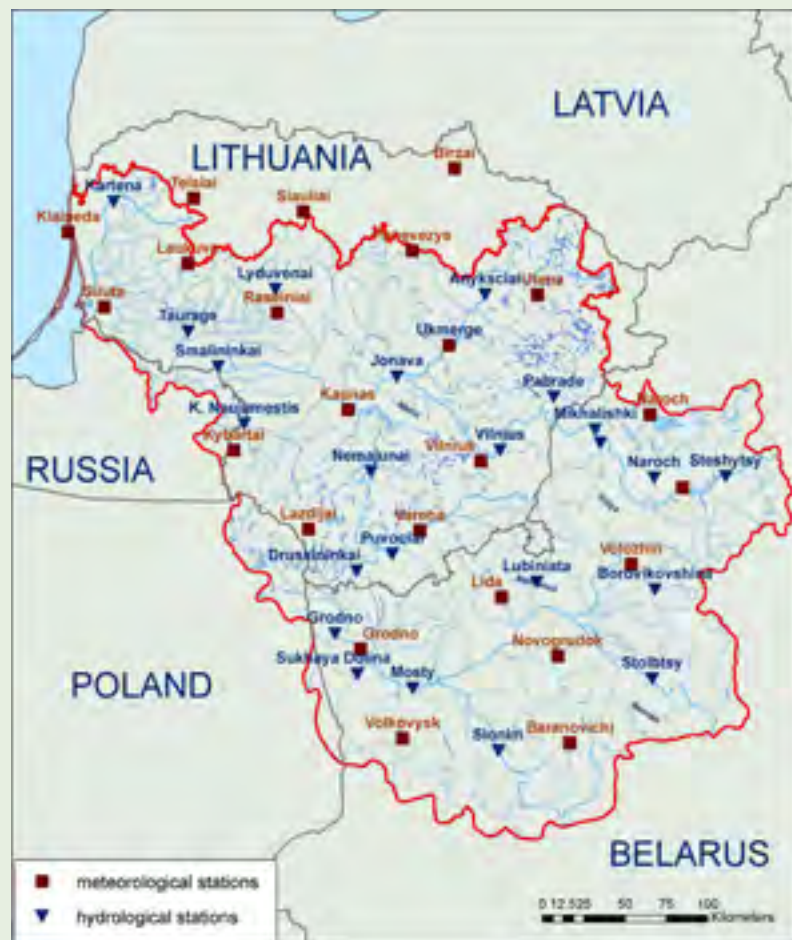 LATVIA
LITHUANIA
Birzai
Kartena
Telsiai
Siauliai
Klaipeda
Panevezys
Laukuva
Lyduvenai
Anyksciai
Utena
Silute
Raseiniai
Taurage
Ukmerge
Smalininkai
Jonava
Pabrade
Kaunas
Naroch
K. Naujamestis
Mikhalishki
Kybartai
Vilnius
Vilnius
RUSSIA
Nemajunai
Naroch
Steshytsy
Lazdijai
Varena
Puvociai
Volozhin
Druskininkai
Lubiniata
Borovikovshina
Lida
Grodno
Grodno
Novogrudok
Sukhaya Dolina
Stolbtsy
POLAND
Mosty
Volkovysk
Slonim
Baranovichi
BELARUS
meteorological stations
hydrological stations
0 12.525 50 75 100
Kilometers